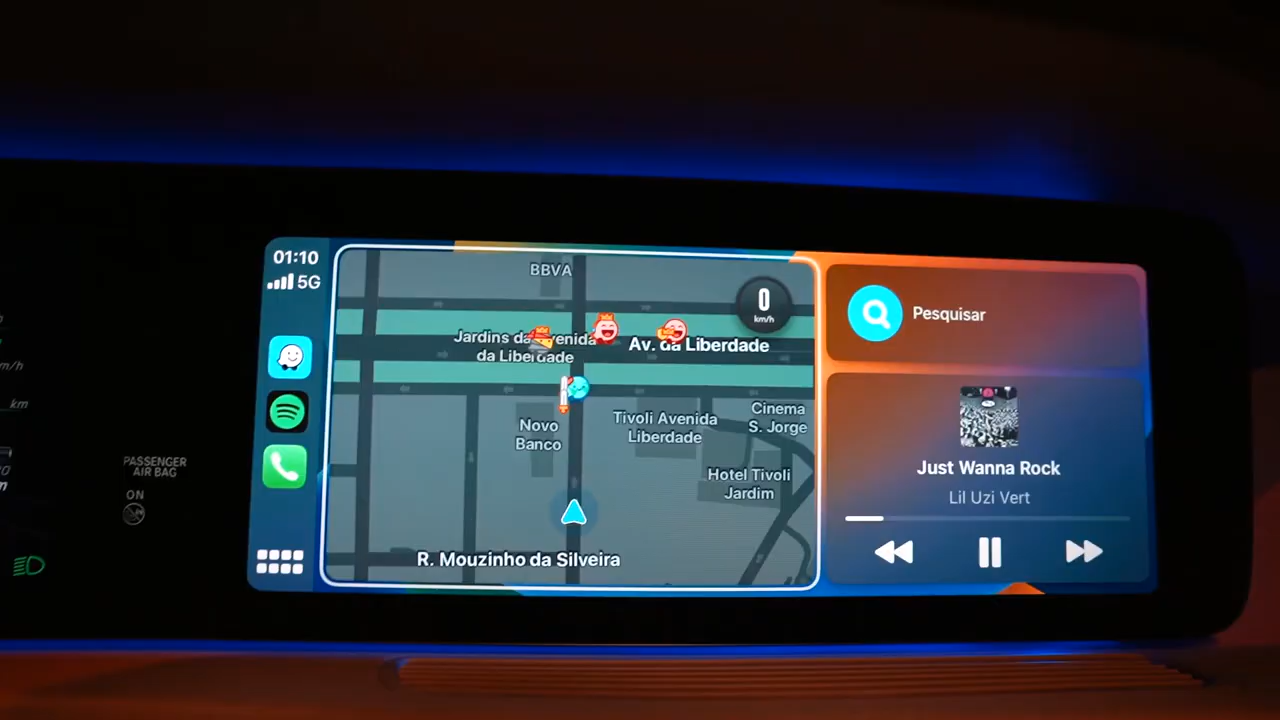 01:10
5G
BBVA
0
km/h
Jardins da Avenida
da Liberdade
Av. da Liberdade
Novo
Banco
Tivoli Avenida
Liberdade
Cinema
S. Jorge
Hotel Tivoli
Jardim
R. Mouzinho da Silveira
Pesquisar
Just Wanna Rock
Lil Uzi Vert
km
PASSENGER
AIR BAG
ON